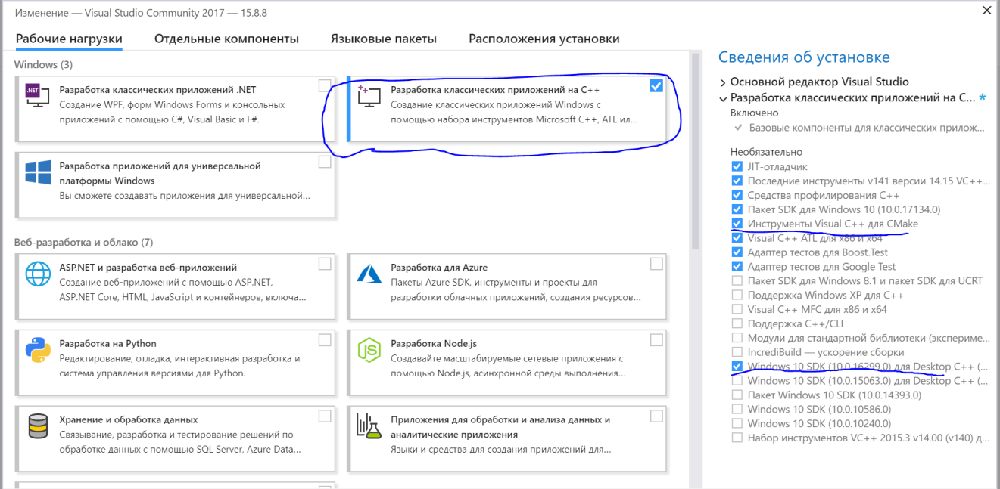 Изменение — Visual Studio Community 2017 — 15.8.8
Рабочие нагрузки
Отдельные компоненты
Языковые пакеты
Расположения установки
Windows (3)
.NET
Разработка классических приложений .NET
Создание WPF, форм Windows Forms и консольных
приложений с помощью C#, Visual Basic и F#.
Разработка классических приложений на C++
Создание классических приложений Windows с
помощью набора инструментов Microsoft C++, ATL ил...
Разработка приложений для универсальной
платформы Windows
Вы сможете создавать приложения для универсальной...
Веб-разработка и облако (7)
ASP.NET и разработка веб-приложений
Создание веб-приложений с помощью ASP.NET,
ASP.NET Core, HTML, JavaScript и контейнеров, включа...
Разработка для Azure
Пакеты Azure SDK, инструменты и проекты для
разработки облачных приложений, создания ресурсов...
Разработка на Python
Редактирование, отладка, интерактивная разработка и
система управления версиями для Python.
JS
Разработка Node.js
Создавайте масштабируемые сетевые приложения с
помощью Node.js, асинхронной среды выполнения...
Хранение и обработка данных
Связывание, разработка и тестирование решений по
обработке данных с помощью SQL Server, Azure Data...
Приложения для обработки и анализа данных и
аналитические приложения
Языки и средства для создания приложений для...
Сведения об установке
Основной редактор Visual Studio
Разработка классических приложений на C... *
Включено
Базовые компоненты для классических прилож...
Необязательно
JIT-отладчик
Последние инструменты v141 версии 14.15 VC++...
Средства профилирования C++
Пакет SDK для Windows 10 (10.0.17134.0)
Инструменты Visual C++ для CMake
Visual C++ ATL для x86 и x64
Адаптер тестов для Boost.Test
Адаптер тестов для Google Test
Пакет SDK для Windows 8.1 и пакет SDK для UCRT
Поддержка Windows XP для C++
Visual C++ MFC для x86 и x64
Поддержка C++/CLI
Модули для стандартной библиотеки (эксперимe...
IncrediBuild — ускорение сборки
Windows 10 SDK (10.0.16299.0) для Desktop C++ (...
Windows 10 SDK (10.0.15063.0) для Desktop C++ (...
Пакет Windows 10 SDK (10.0.14393.0)
Windows 10 SDK (10.0.10586.0)
Windows 10 SDK (10.0.10240.0)
Набор инструментов VC++ 2015.3 v14.00 (v140) д...